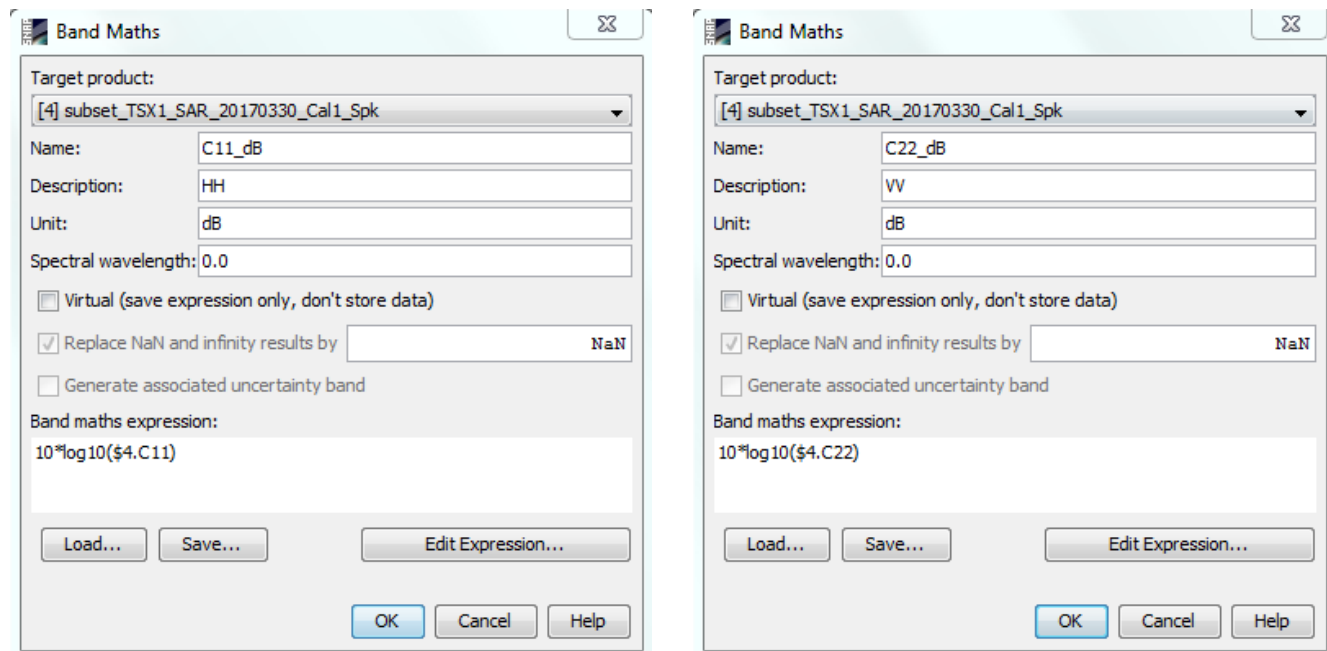 SNAP Band Maths
Target product:
[4] subset_TSX1_SAR_20170330_Cal1_Spk
Name: C11_dB
Description: HH
Unit: dB
Spectral wavelength: 0.0
Virtual (save expression only, don't store data)
Replace NaN and infinity results by NaN
Generate associated uncertainty band
Band maths expression:
10*log10($4.C11)
Load... Save... Edit Expression...
OK Cancel Help
SNAP Band Maths
Target product:
[4] subset_TSX1_SAR_20170330_Cal1_Spk
Name: C22_dB
Description: VV
Unit: dB
Spectral wavelength: 0.0
Virtual (save expression only, don't store data)
Replace NaN and infinity results by NaN
Generate associated uncertainty band
Band maths expression:
10*log10($4.C22)
Load... Save... Edit Expression...
OK Cancel Help